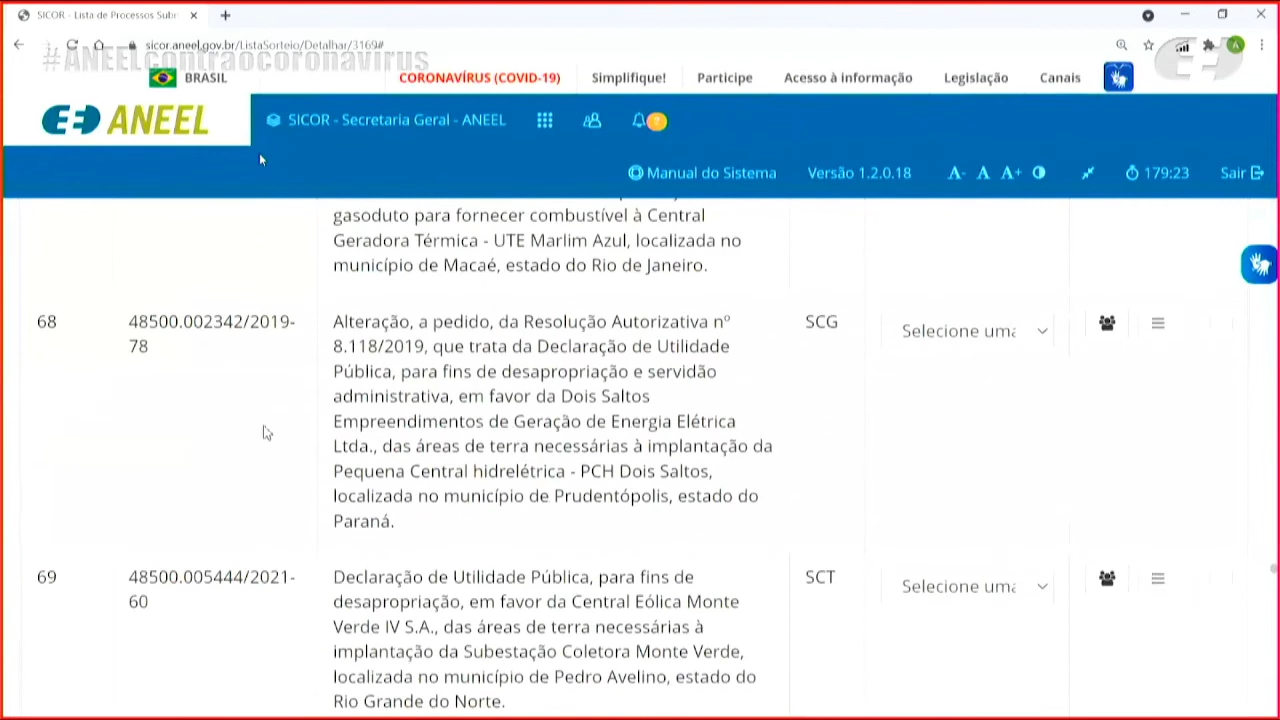 SICOR - Lista de Processos Subm
sicor.aneel.gov.br/ListaSorteio/Detalhar/3169#
#ANEELcontraocoronavírus
BRASIL
CORONAVÍRUS (COVID-19)
Simplifique!
Participe
Acesso à informação
Legislação
Canais
ANEEL
SICOR - Secretaria Geral - ANEEL
?
Manual do Sistema
Versão 1.2.0.18
A-
A
A+
179:23
Sair
gasoduto para fornecer combustível à Central
Geradora Térmica - UTE Marlim Azul, localizada no
município de Macaé, estado do Rio de Janeiro.
68
48500.002342/2019-
78
Alteração, a pedido, da Resolução Autorizativa nº
8.118/2019, que trata da Declaração de Utilidade
Pública, para fins de desapropriação e servidão
administrativa, em favor da Dois Saltos
Empreendimentos de Geração de Energia Elétrica
Ltda., das áreas de terra necessárias à implantação da
Pequena Central hidrelétrica - PCH Dois Saltos,
localizada no município de Prudentópolis, estado do
Paraná.
SCG
Selecione uma
69
48500.005444/2021-
60
Declaração de Utilidade Pública, para fins de
desapropriação, em favor da Central Eólica Monte
Verde IV S.A., das áreas de terra necessárias à
implantação da Subestação Coletora Monte Verde,
localizada no município de Pedro Avelino, estado do
Rio Grande do Norte.
SCT
Selecione uma